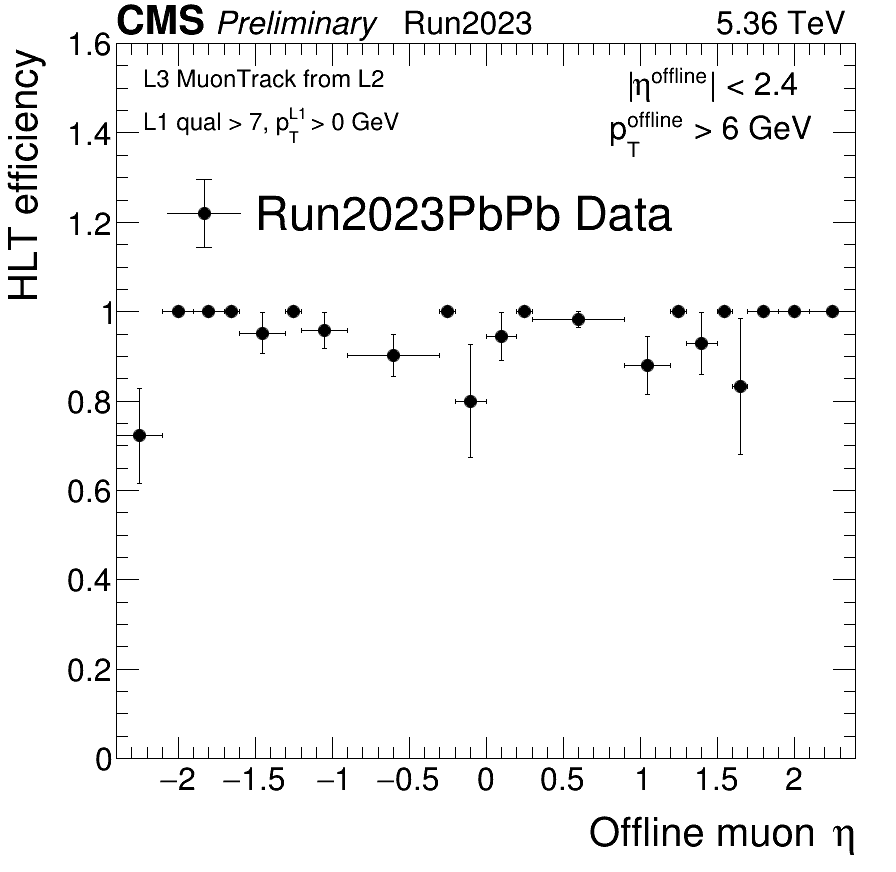 CMS Preliminary Run2023 5.36 TeV
L3 MuonTrack from L2
|η^offline| < 2.4
L1 qual > 7, p_T^L1 > 0 GeV
p_T^offline > 6 GeV
Run2023PbPb Data
HLT efficiency
1.6
1.4
1.2
1
0.8
0.6
0.4
0.2
0
−2 −1.5 −1 −0.5 0 0.5 1 1.5 2
Offline muon η